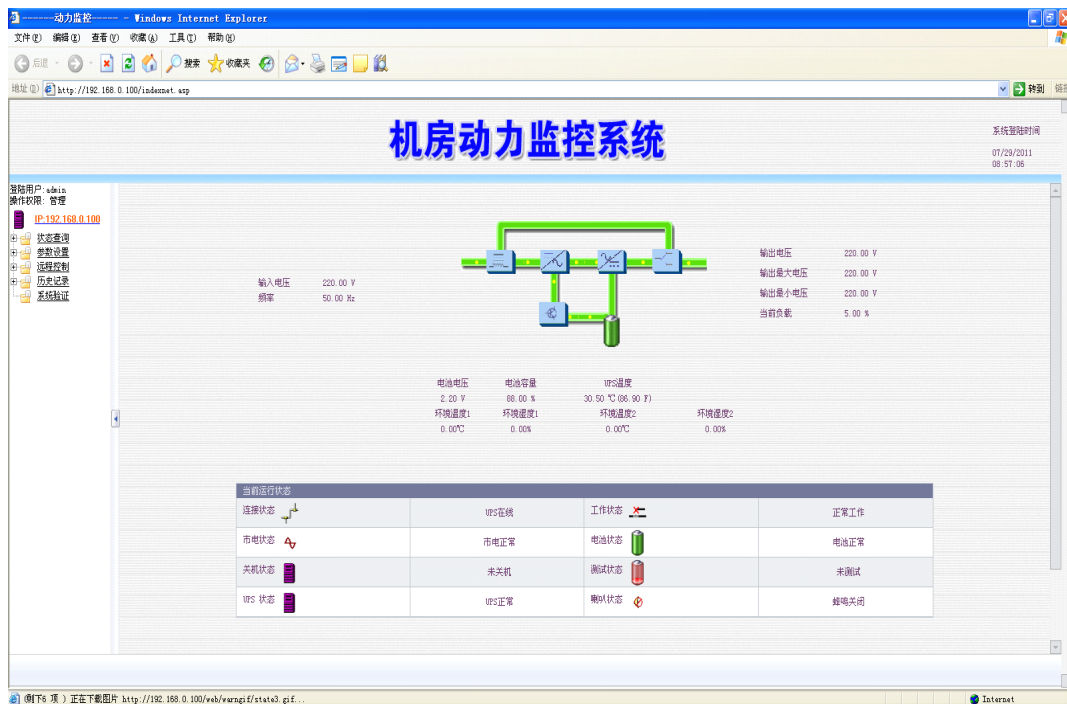 ------动力监控----- - Windows Internet Explorer
文件(F) 编辑(E) 查看(V) 收藏(A) 工具(T) 帮助(H)
后退 搜索 收藏夹
地址(D) http://192.168.0.100/indexnet.asp 转到 链接
机房动力监控系统
系统登陆时间
07/29/2011
08:57:06
登陆用户:admin
操作权限: 管理
IP:192.168.0.100
状态查询
参数设置
远程控制
历史记录
系统验证
输入电压 220.00 V
频率 50.00 Hz
输出电压 220.00 V
输出最大电压 220.00 V
输出最小电压 220.00 V
当前负载 5.00 %
电池电压 电池容量 UPS温度
2.20 V 88.00 % 30.50 ℃(86.90 F)
环境温度1 环境湿度1 环境温度2 环境湿度2
0.00℃ 0.00% 0.00℃ 0.00%
当前运行状态
连接状态 UPS在线 工作状态 正常工作
市电状态 市电正常 电池状态 电池正常
关机状态 未关机 测试状态 未测试
UPS 状态 UPS正常 喇叭状态 蜂鸣关闭
(剩下6 项 ) 正在下载图片 http://192.168.0.100/web/warngif/state3.gif... Internet